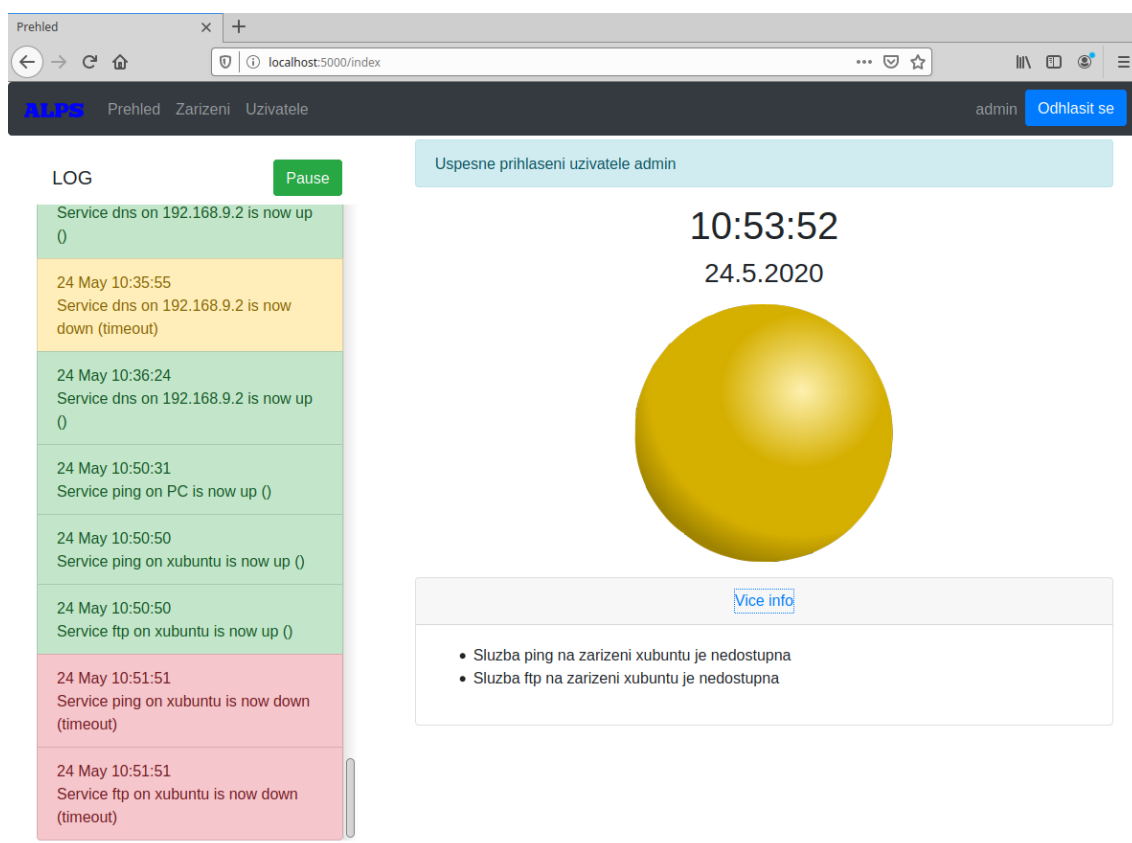 Prehled
localhost:5000/index
ALPS Prehled Zarizeni Uzivatele admin Odhlasit se
LOG Pause
Service dns on 192.168.9.2 is now up
()
24 May 10:35:55
Service dns on 192.168.9.2 is now
down (timeout)
24 May 10:36:24
Service dns on 192.168.9.2 is now up
()
24 May 10:50:31
Service ping on PC is now up ()
24 May 10:50:50
Service ping on xubuntu is now up ()
24 May 10:50:50
Service ftp on xubuntu is now up ()
24 May 10:51:51
Service ping on xubuntu is now down
(timeout)
24 May 10:51:51
Service ftp on xubuntu is now down
(timeout)
Uspesne prihlaseni uzivatele admin
10:53:52
24.5.2020
Vice info
• Sluzba ping na zarizeni xubuntu je nedostupna
• Sluzba ftp na zarizeni xubuntu je nedostupna